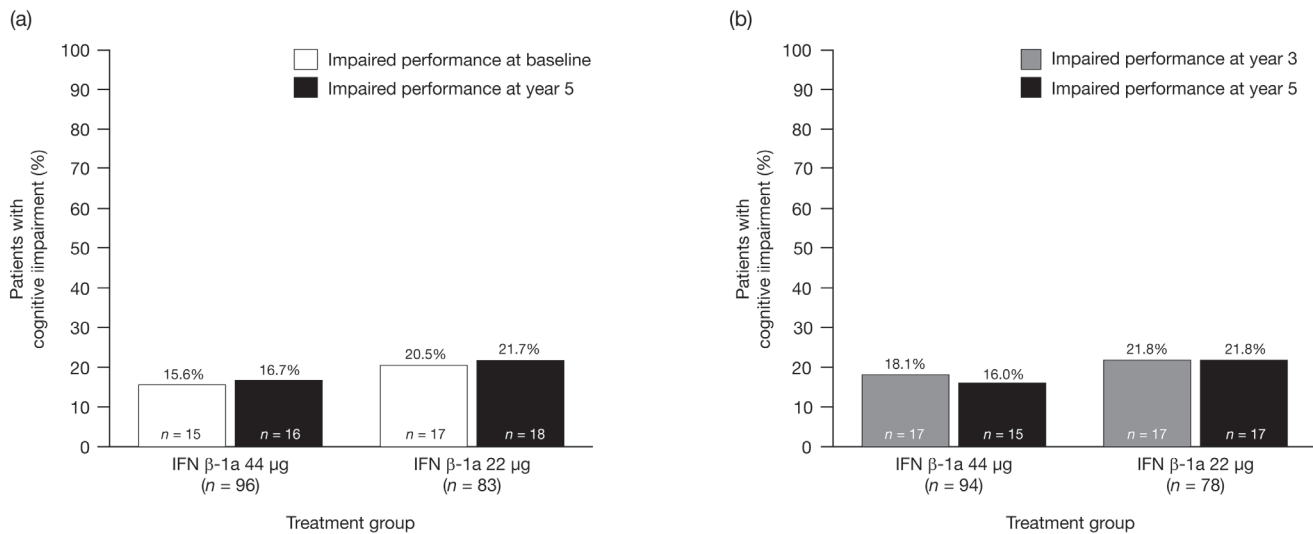 (a)
Impaired performance at baseline
Impaired performance at year 5
Patients with
cognitive iimpairment (%)
100
90
80
70
60
50
40
30
20
10
0
15.6%
16.7%
20.5%
21.7%
n = 15
n = 16
n = 17
n = 18
IFN β-1a 44 µg
(n = 96)
IFN β-1a 22 µg
(n = 83)
Treatment group
(b)
Impaired performance at year 3
Impaired performance at year 5
Patients with
cognitive iimpairment (%)
100
90
80
70
60
50
40
30
20
10
0
18.1%
16.0%
21.8%
21.8%
n = 17
n = 15
n = 17
n = 17
IFN β-1a 44 µg
(n = 94)
IFN β-1a 22 µg
(n = 78)
Treatment group